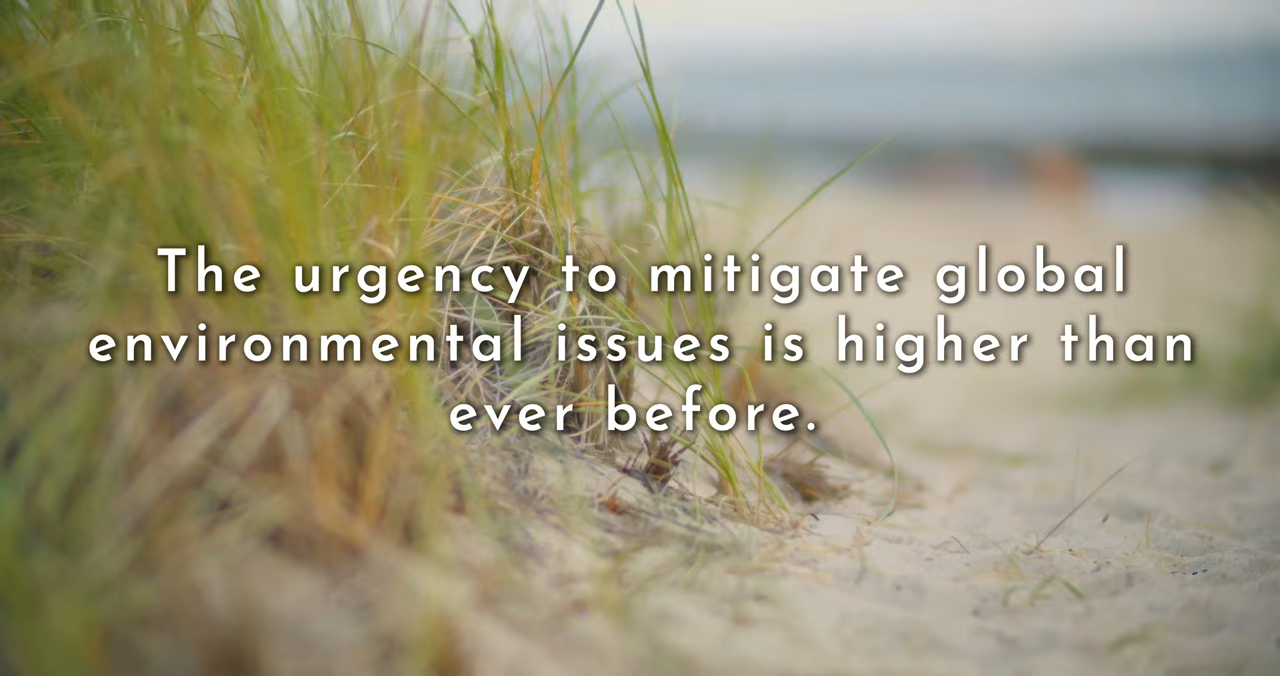 The urgency to mitigate global
environmental issues is higher than
ever before.